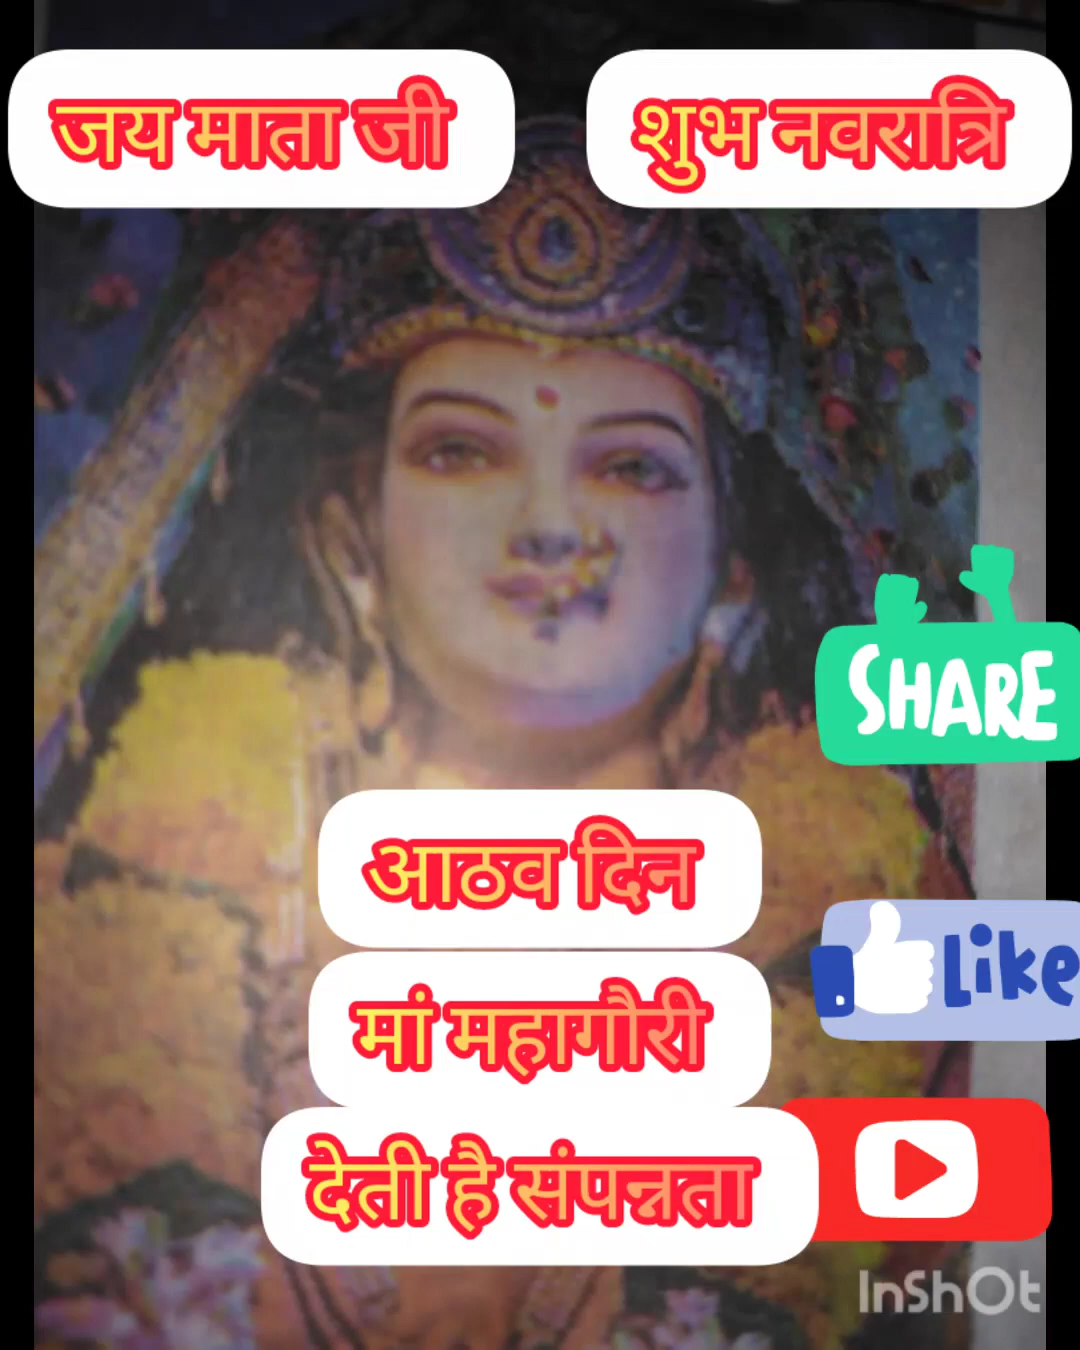 जय माता जी
शुभ नवरात्रि
SHARE
आठव दिन
Like
मां महागौरी
देती है संपन्नता
InShOt